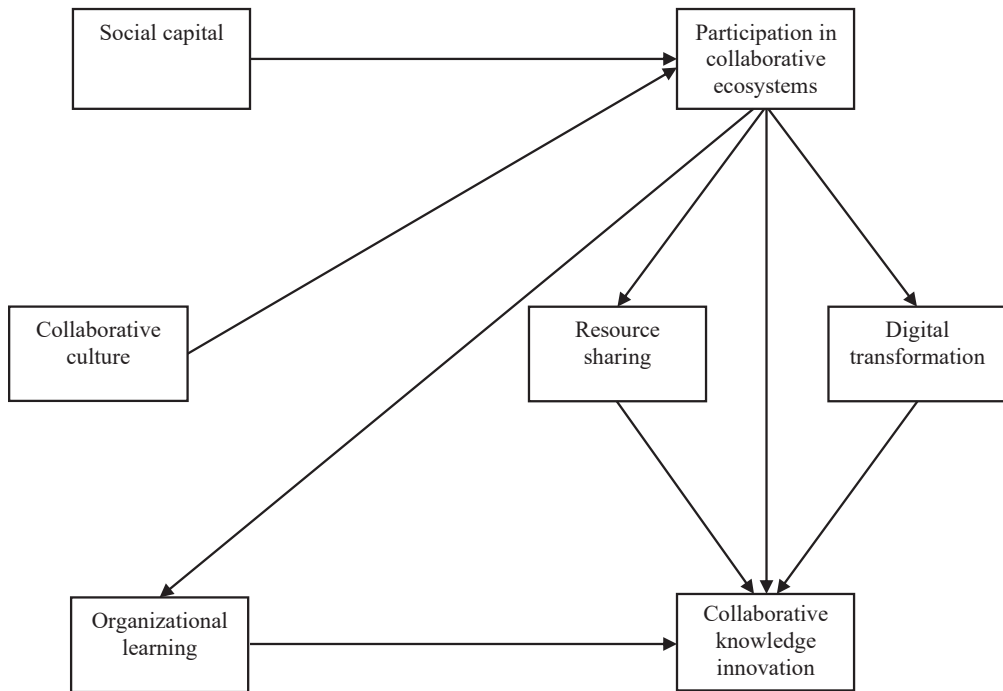 Social capital
Participation in
collaborative
ecosystems
Collaborative
culture
Resource
sharing
Digital
transformation
Organizational
learning
Collaborative
knowledge
innovation